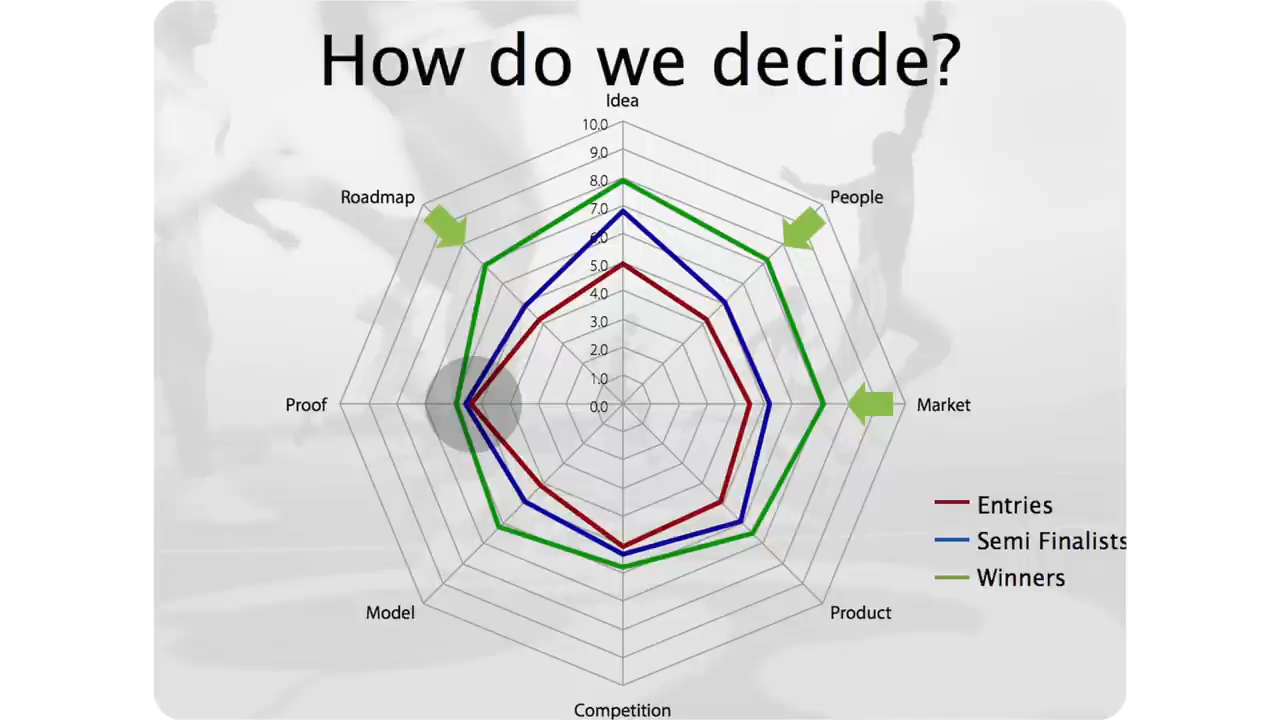 How do we decide?
Idea
10.0
9.0
8.0
7.0
6.0
5.0
4.0
3.0
2.0
1.0
0.0
Roadmap
People
Proof
Market
Model
Product
Competition
Entries
Semi Finalists
Winners